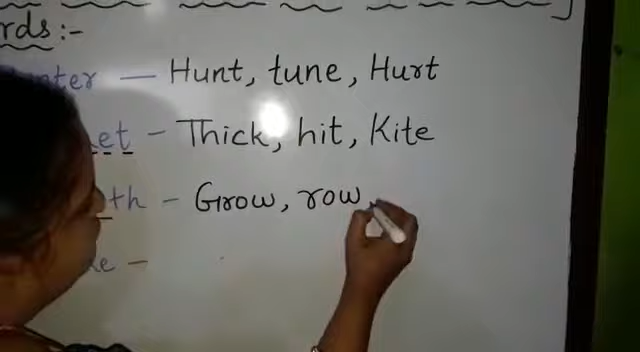 rds :-
nter — Hunt, tune, Hurt
et - Thick, hit, Kite
th - Grow, row,
e -